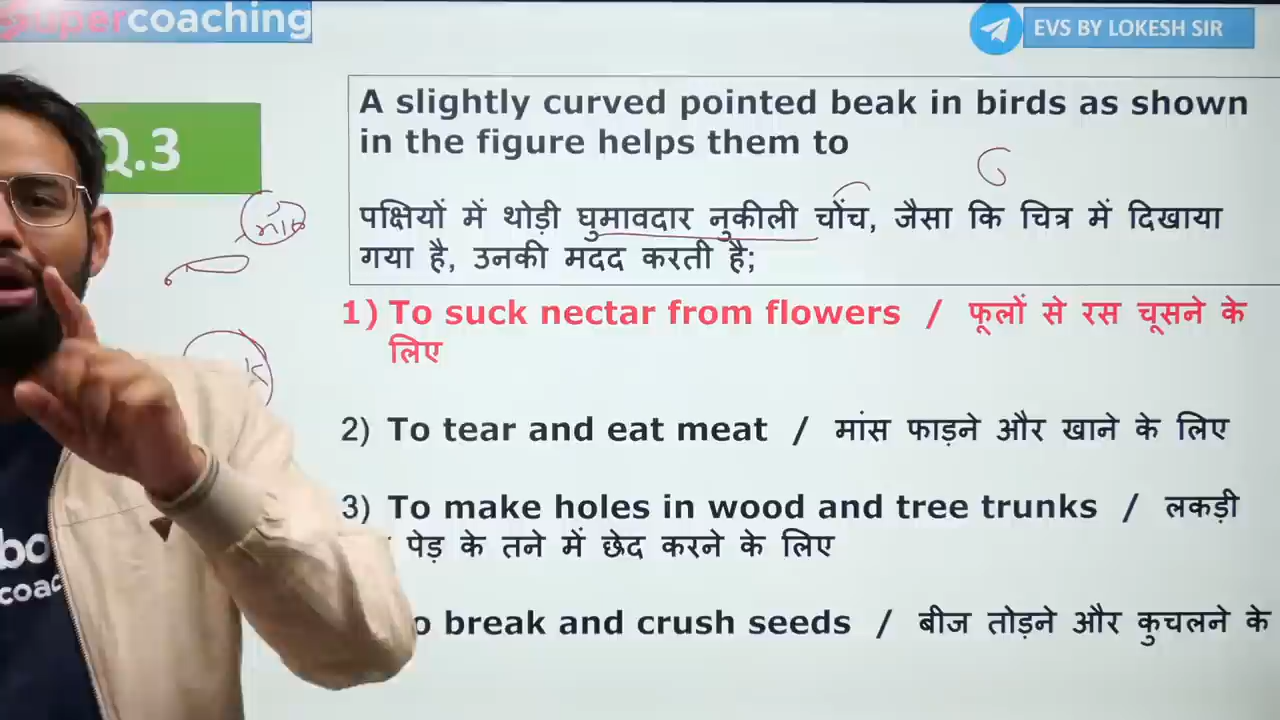 Supercoaching
EVS BY LOKESH SIR
Q.3
A slightly curved pointed beak in birds as shown
in the figure helps them to
पक्षियों में थोड़ी घुमावदार नुकीली चोंच, जैसा कि चित्र में दिखाया
गया है, उनकी मदद करती है;
1) To suck nectar from flowers / फूलों से रस चूसने के
लिए
2) To tear and eat meat / मांस फाड़ने और खाने के लिए
3) To make holes in wood and tree trunks / लकड़ी
पेड़ के तने में छेद करने के लिए
break and crush seeds / बीज तोड़ने और कुचलने के